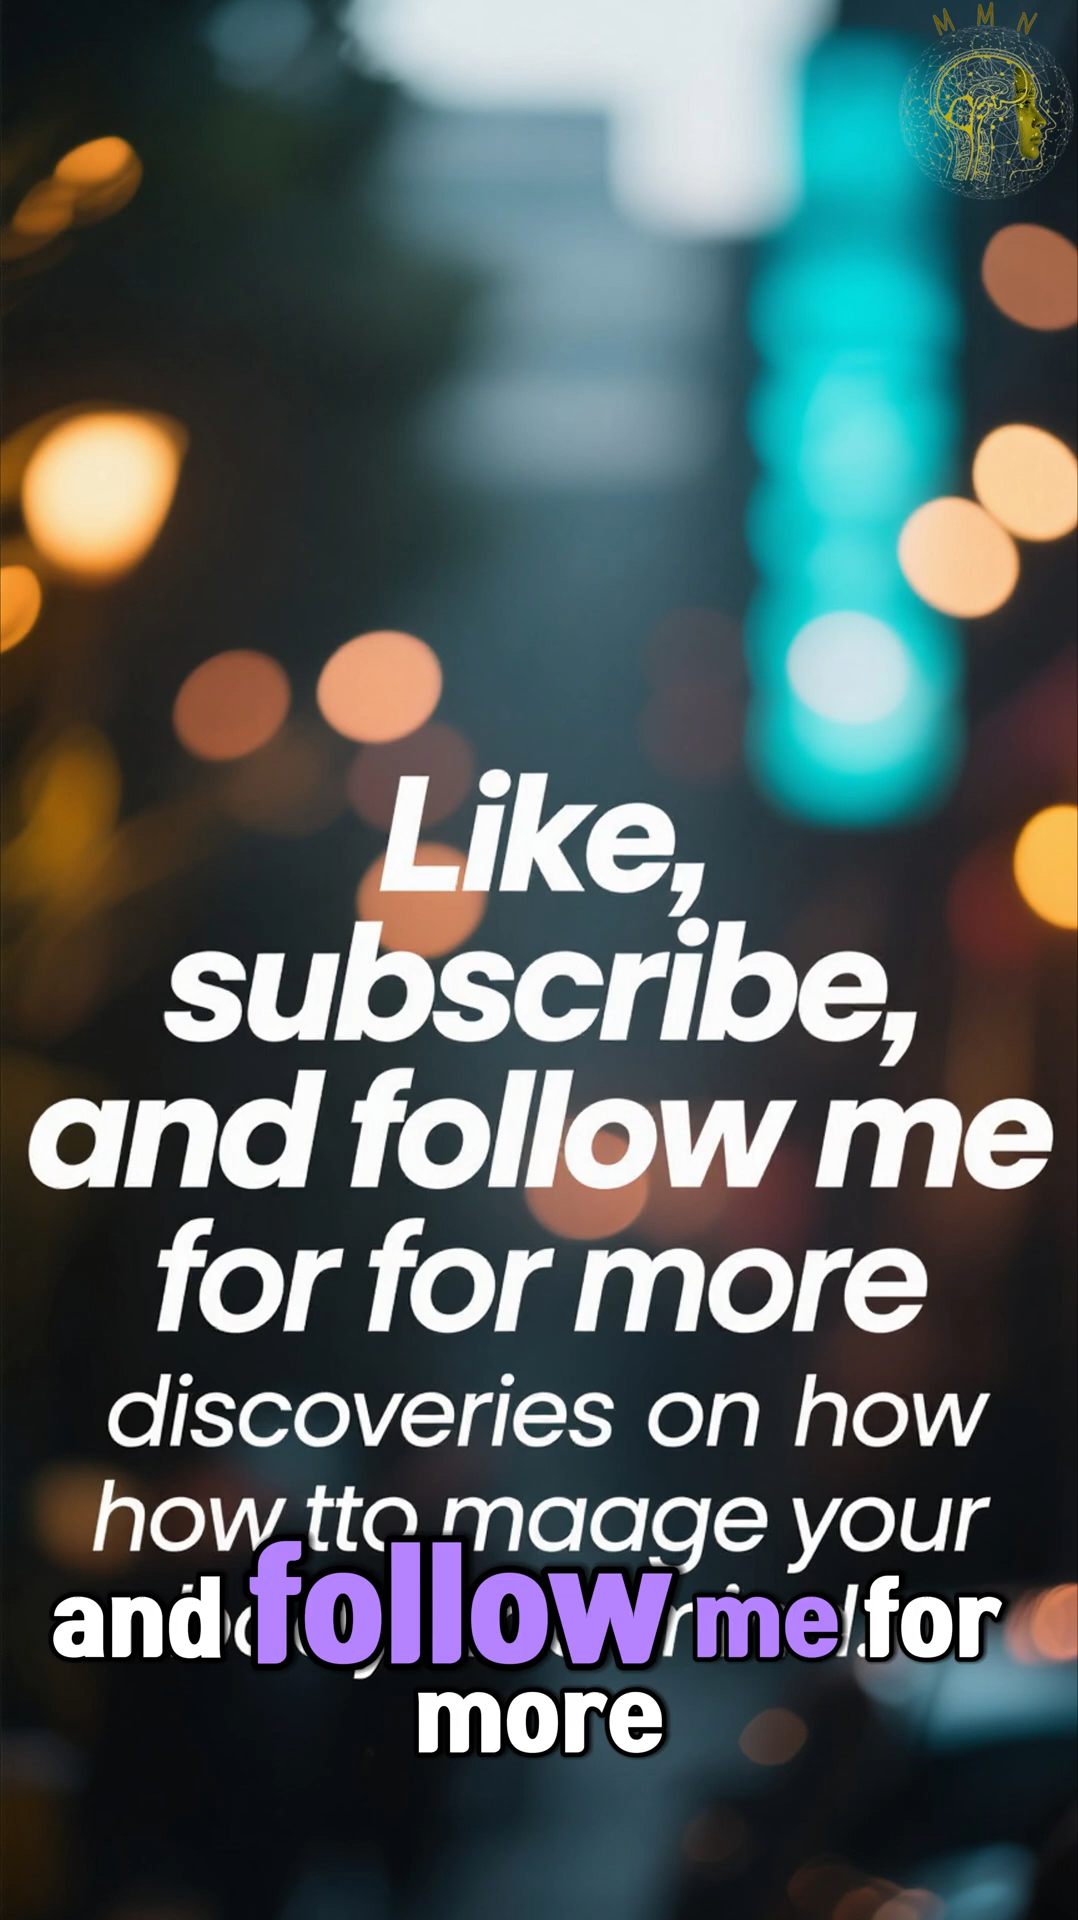 M M N
Like,
subscribe,
and follow me
for for more
discoveries on how
how tto maage your
and follow me for
more